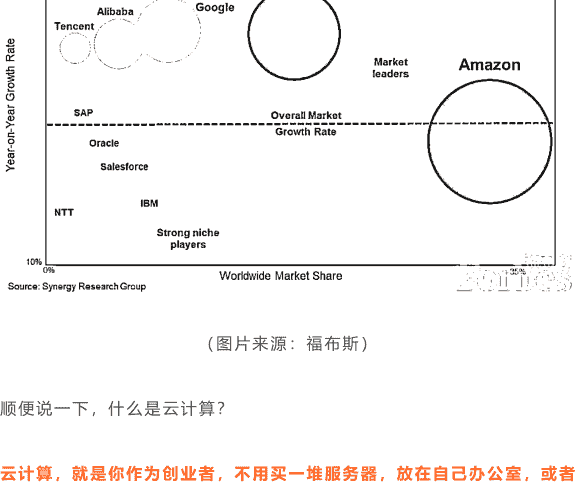 Google
Alibaba
Tencent
Year-on-Year Growth Rate
Market
leaders
Amazon
SAP
Overall Market
Growth Rate
Oracle
Salesforce
IBM
NTT
Strong niche
players
10%
0%
Worldwide Market Share
35%
Source: Synergy Research Group
Forbes
(图片来源：福布斯)
顺便说一下，什么是云计算？
云计算，就是你作为创业者，不用买一堆服务器，放在自己办公室，或者